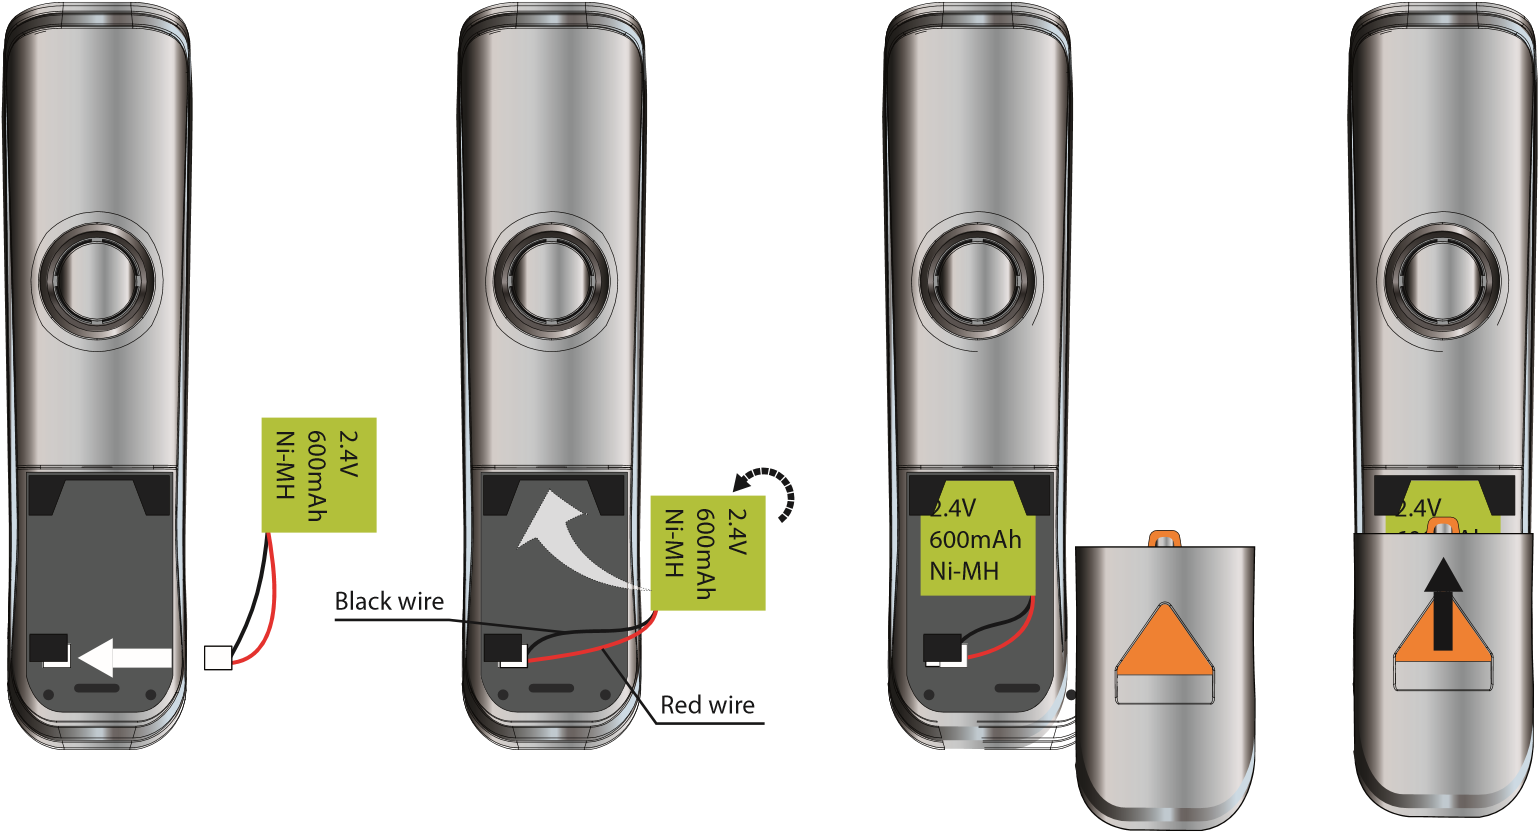 2.4V
600mAh
Ni-MH
2.4V
600mAh
Ni-MH
Black wire
Red wire
2.4V
600mAh
Ni-MH
2.4V